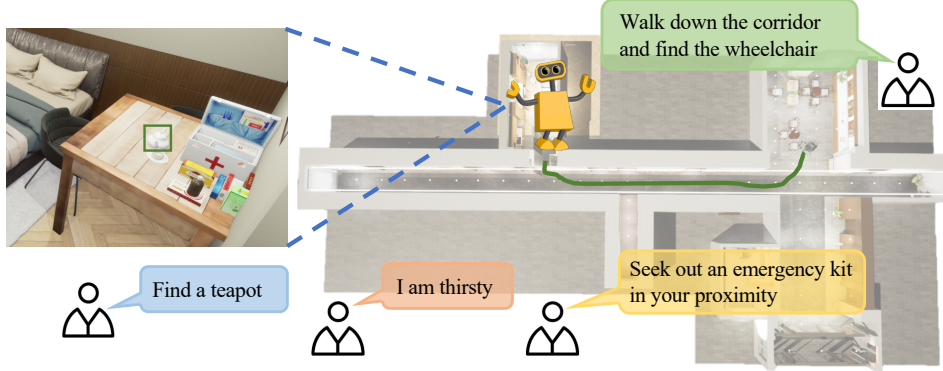 Walk down the corridor
and find the wheelchair
Find a teapot
I am thirsty
Seek out an emergency kit
in your proximity